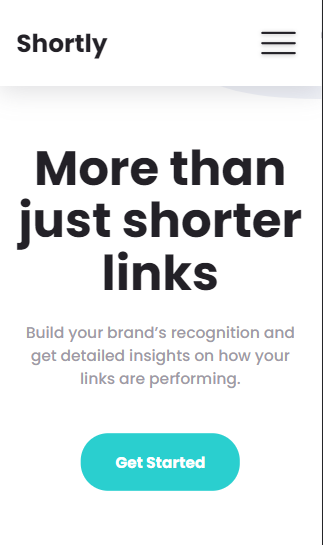 Shortly
More than
just shorter
links
Build your brand’s recognition and
get detailed insights on how your
links are performing.
Get Started